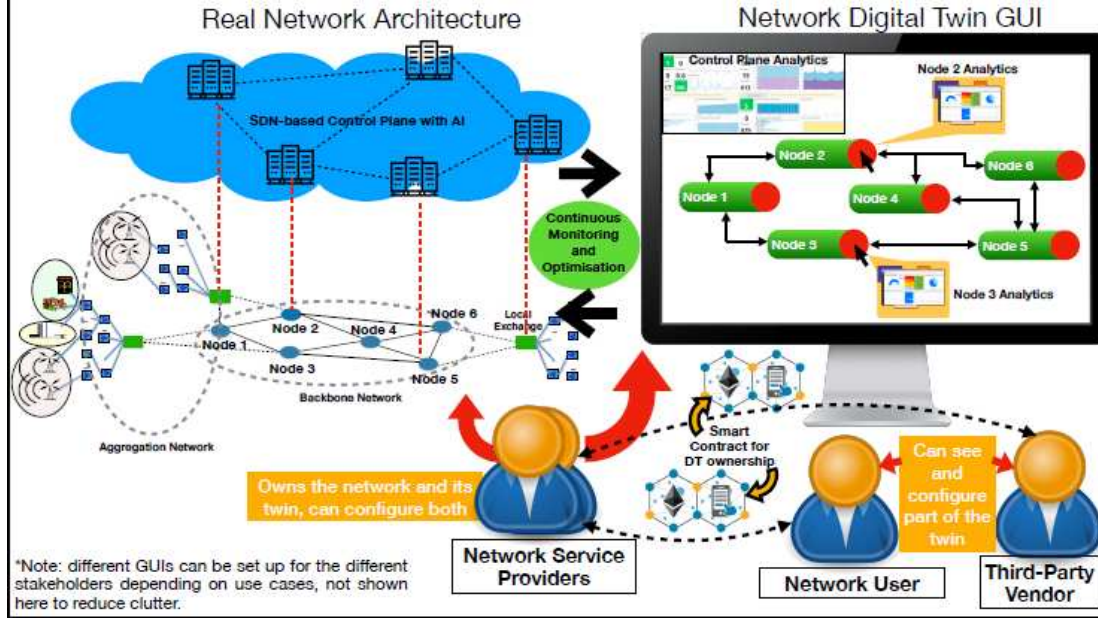 Real Network Architecture
Network Digital Twin GUI
SDN-based Control Plane with AI
Control Plane Analytics
Node 2 Analytics
Node 2
Node 6
Node 1
Node 4
Node 3
Node 5
Node 3 Analytics
Continuous
Monitoring
and
Optimisation
Local
Exchange
Node 1
Node 2
Node 3
Node 4
Node 5
Node 6
Backbone Network
Aggregation Network
Smart
Contract for
DT ownership
Owns the network and its
twin, can configure both
Can see
and
configure
part of the
twin
Network Service
Providers
Network User
Third-Party
Vendor
*Note: different GUIs can be set up for the different
stakeholders depending on use cases, not shown
here to reduce clutter.